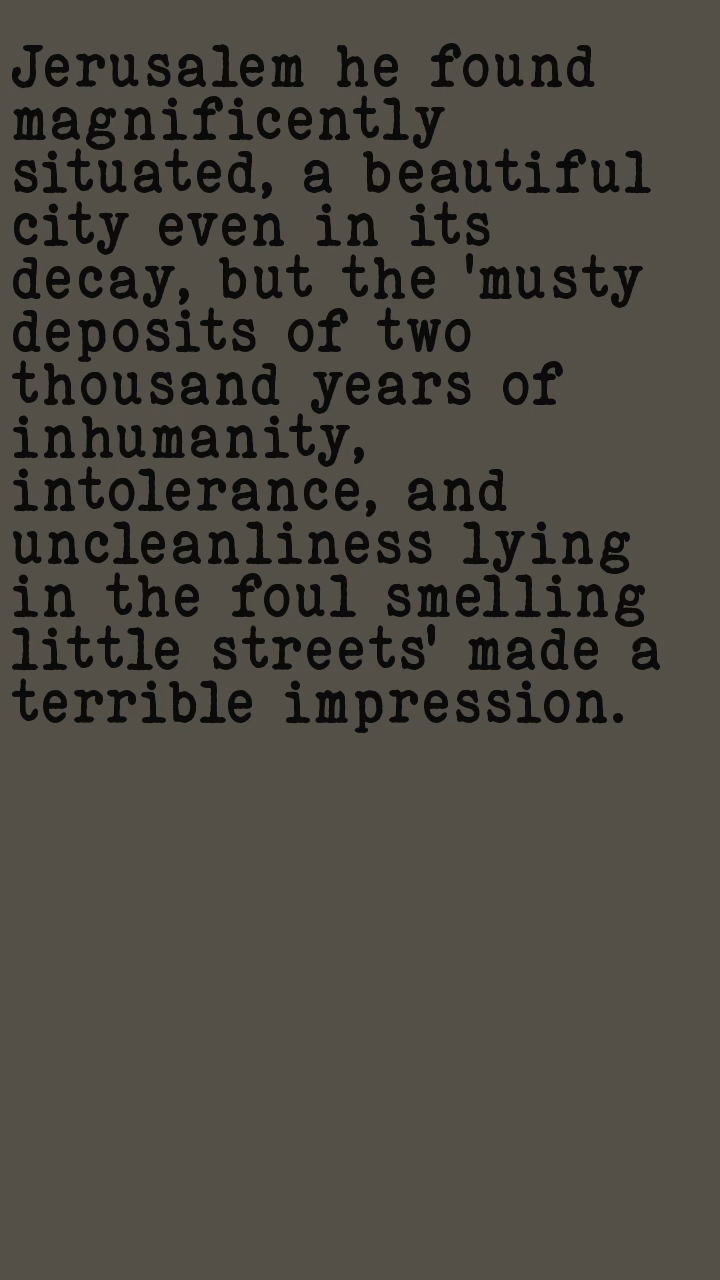 Jerusalem he found
magnificently
situated, a beautiful
city even in its
decay, but the 'musty
deposits of two
thousand years of
inhumanity,
intolerance, and
uncleanliness lying
in the foul smelling
little streets' made a
terrible impression.